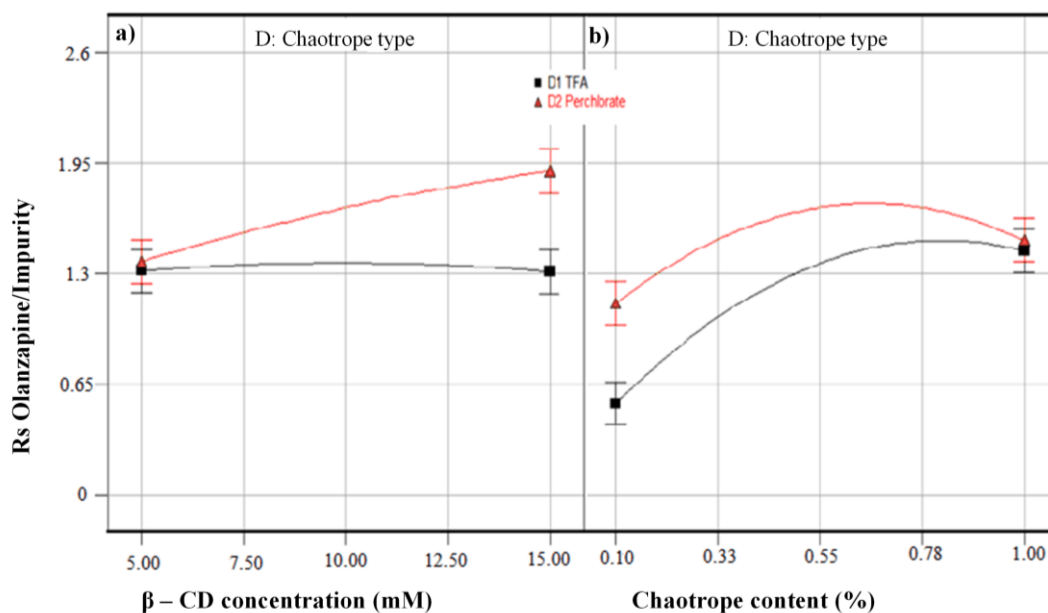 a)
D: Chaotrope type
b)
D: Chaotrope type
D1 TFA
D2 Perchlorate
2.6
1.95
1.3
0.65
0
Rs Olanzapine/Impurity
5.00 7.50 10.00 12.50 15.00
0.10 0.33 0.55 0.78 1.00
β – CD concentration (mM)
Chaotrope content (%)